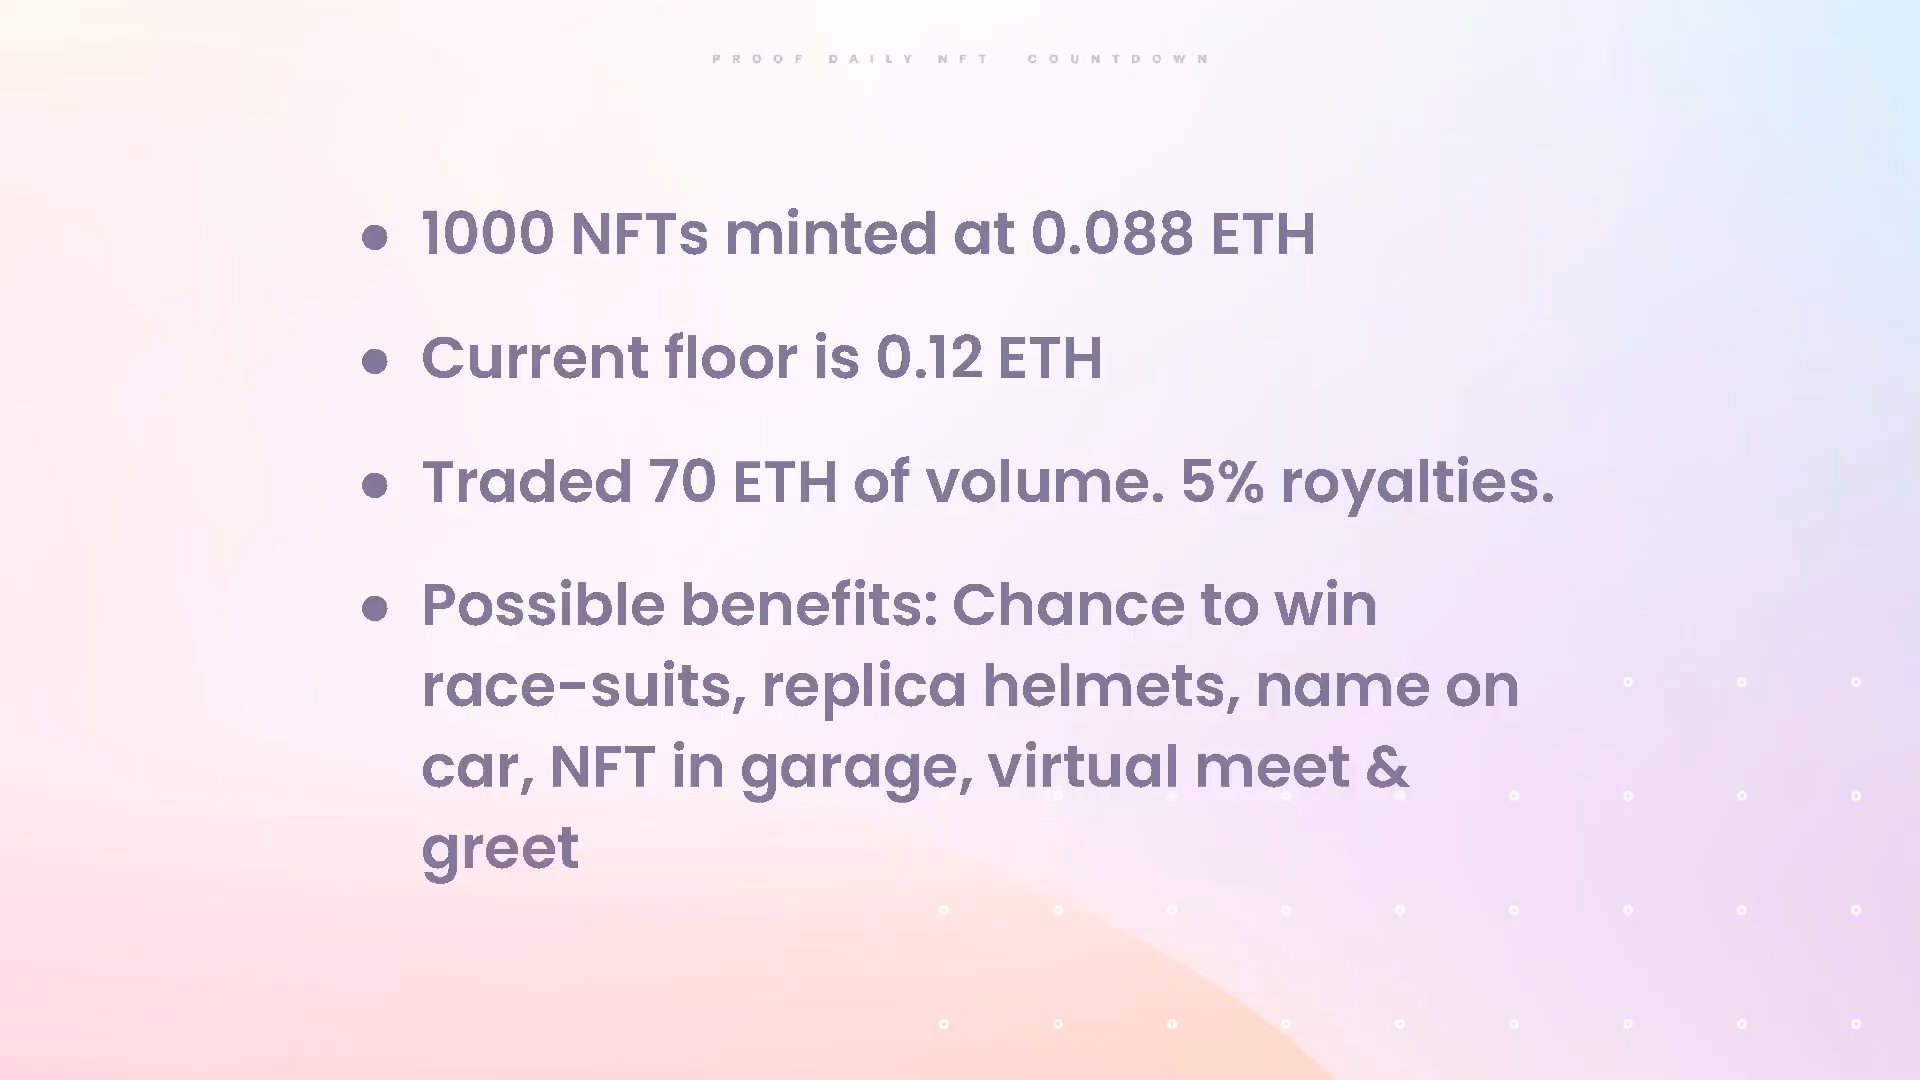 PROOF DAILY NFT COUNTDOWN
● 1000 NFTs minted at 0.088 ETH
● Current floor is 0.12 ETH
● Traded 70 ETH of volume. 5% royalties.
● Possible benefits: Chance to win
race-suits, replica helmets, name on
car, NFT in garage, virtual meet &
greet